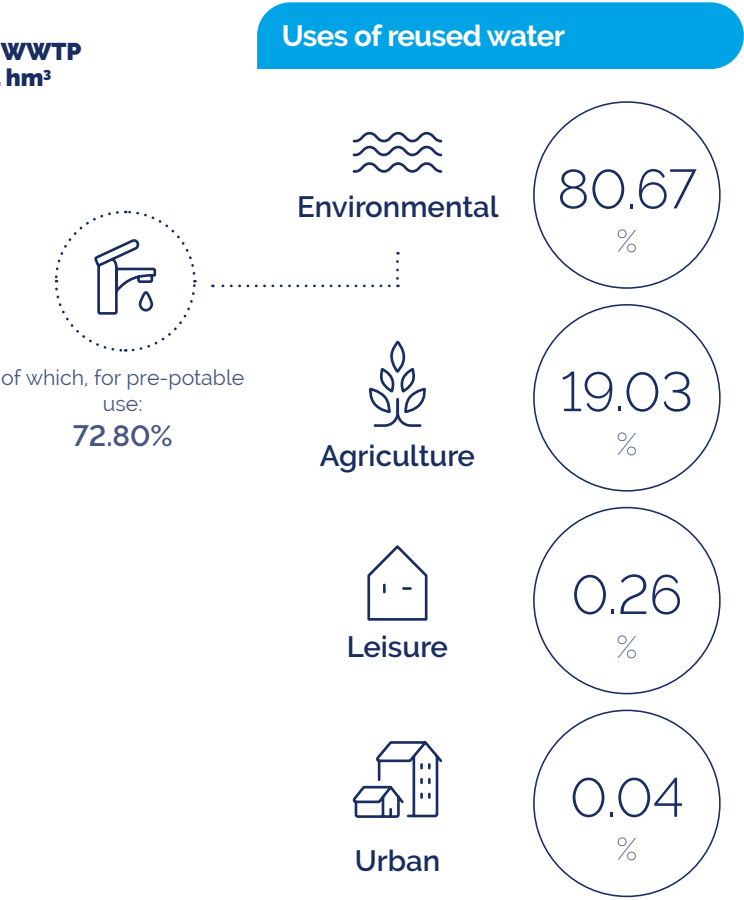 WWTP
hm³
Uses of reused water
Environmental
80.67
%
of which, for pre-potable
use:
72.80%
Agriculture
19.03
%
Leisure
0.26
%
Urban
0.04
%